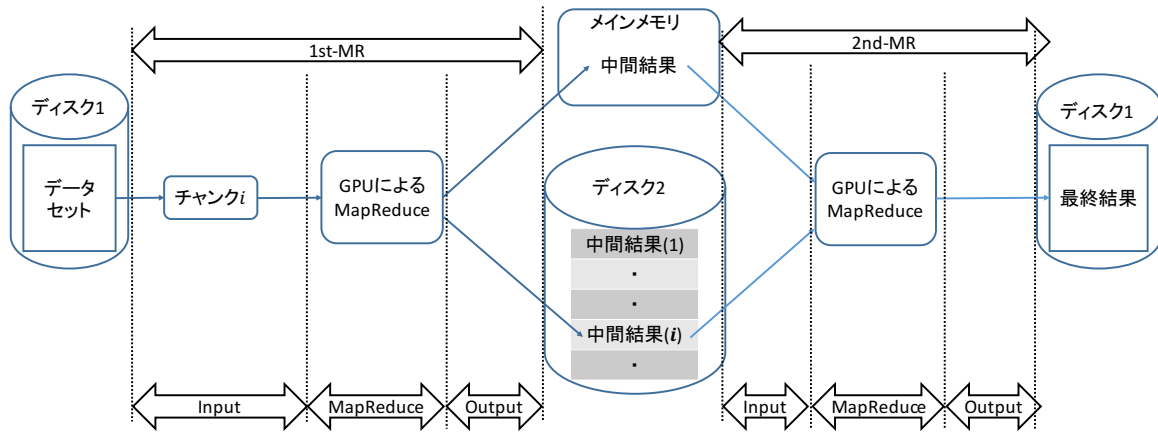 1st-MR
メインメモリ
中間結果
2nd-MR
ディスク1
データ
セット
チャンクi
GPUによる
MapReduce
ディスク2
中間結果(1)
・
・
中間結果(i)
・
GPUによる
MapReduce
ディスク1
最終結果
Input
MapReduce
Output
Input
MapReduce
Output